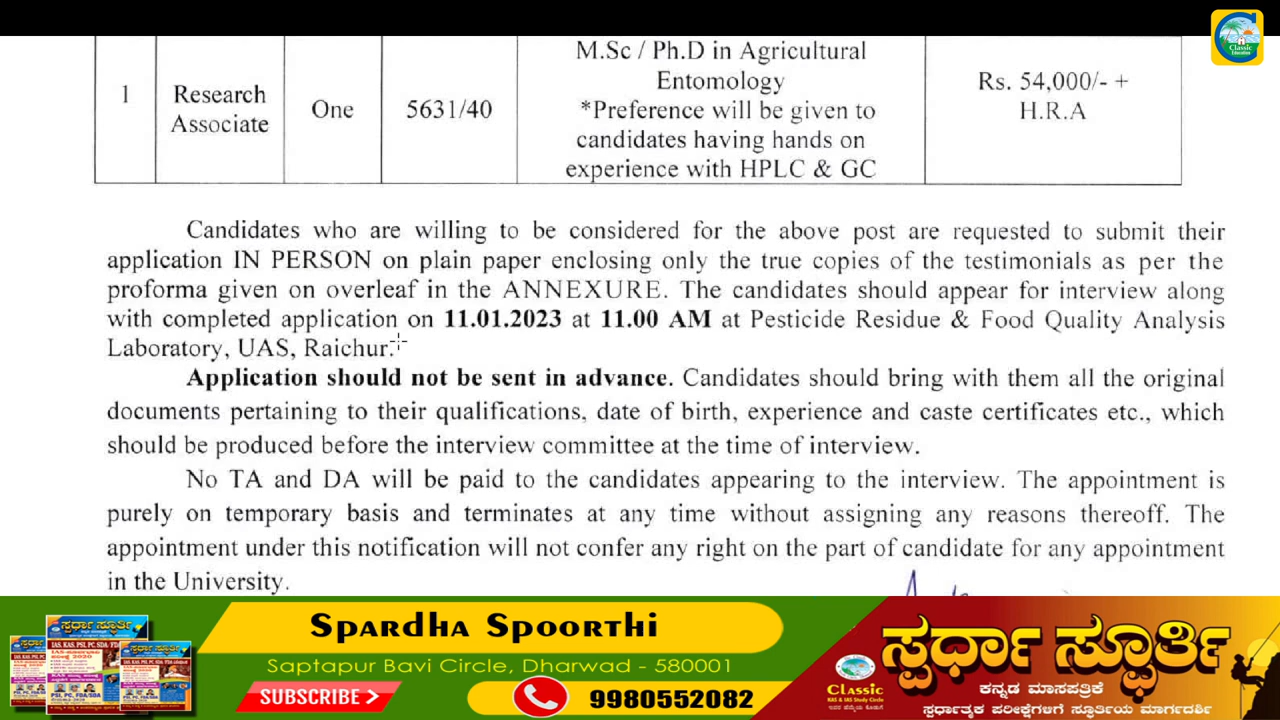 M.Sc / Ph.D in Agricultural
Entomology
*Preference will be given to
candidates having hands on
experience with HPLC & GC
1
Research
Associate
One
5631/40
Rs. 54,000/- +
H.R.A
Candidates who are willing to be considered for the above post are requested to submit their
application IN PERSON on plain paper enclosing only the true copies of the testimonials as per the
proforma given on overleaf in the ANNEXURE. The candidates should appear for interview along
with completed application on 11.01.2023 at 11.00 AM at Pesticide Residue & Food Quality Analysis
Laboratory, UAS, Raichur.
Application should not be sent in advance. Candidates should bring with them all the original
documents pertaining to their qualifications, date of birth, experience and caste certificates etc., which
should be produced before the interview committee at the time of interview.
No TA and DA will be paid to the candidates appearing to the interview. The appointment is
purely on temporary basis and terminates at any time without assigning any reasons thereoff. The
appointment under this notification will not confer any right on the part of candidate for any appointment
in the University.
Classic
Spardha Spoorthi
Saptapur Bavi Circle Dharwad - 580001
SUBSCRIBE >
9980552082
ಸ್ಪರ್ಧಾ ಸ್ಫೂರ್ತಿ
Classic
KAS & IAS Study Circle
ಸ್ಪರ್ಧಾ ಸ್ಫೂರ್ತಿ
ಕನ್ನಡ ಮಾಸಪತ್ರಿಕೆ
ಸ್ಪರ್ಧಾತ್ಮಕ ಪರೀಕ್ಷೆಗಳಿಗೆ ಸ್ಫೂರ್ತಿಯ ಮಾರ್ಗದರ್ಶಿ